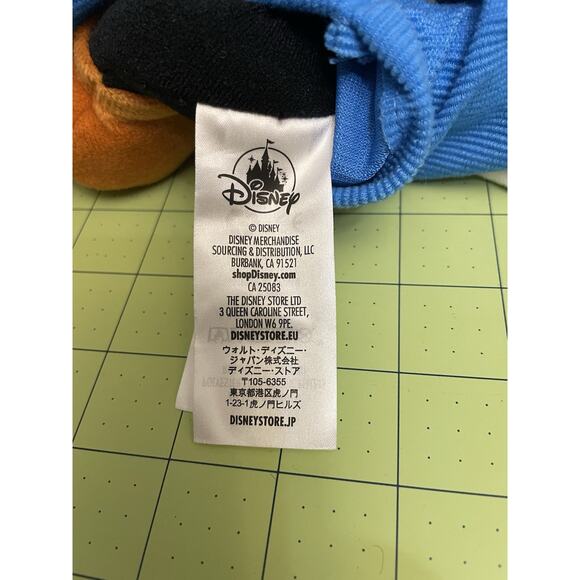 Disney
© DISNEY
DISNEY MERCHANDISE
SOURCING & DISTRIBUTION, LLC
BURBANK, CA 91521
shopDisney.com
CA 25083
THE DISNEY STORE LTD
3 QUEEN CAROLINE STREET,
LONDON W6 9PE.
DISNEYSTORE.EU
ウォルト・ディズニー・
ジャパン株式会社
ディズニー・ストア
〒105-6355
東京都港区虎ノ門
1-23-1虎ノ門ヒルズ
DISNEYSTORE.JP